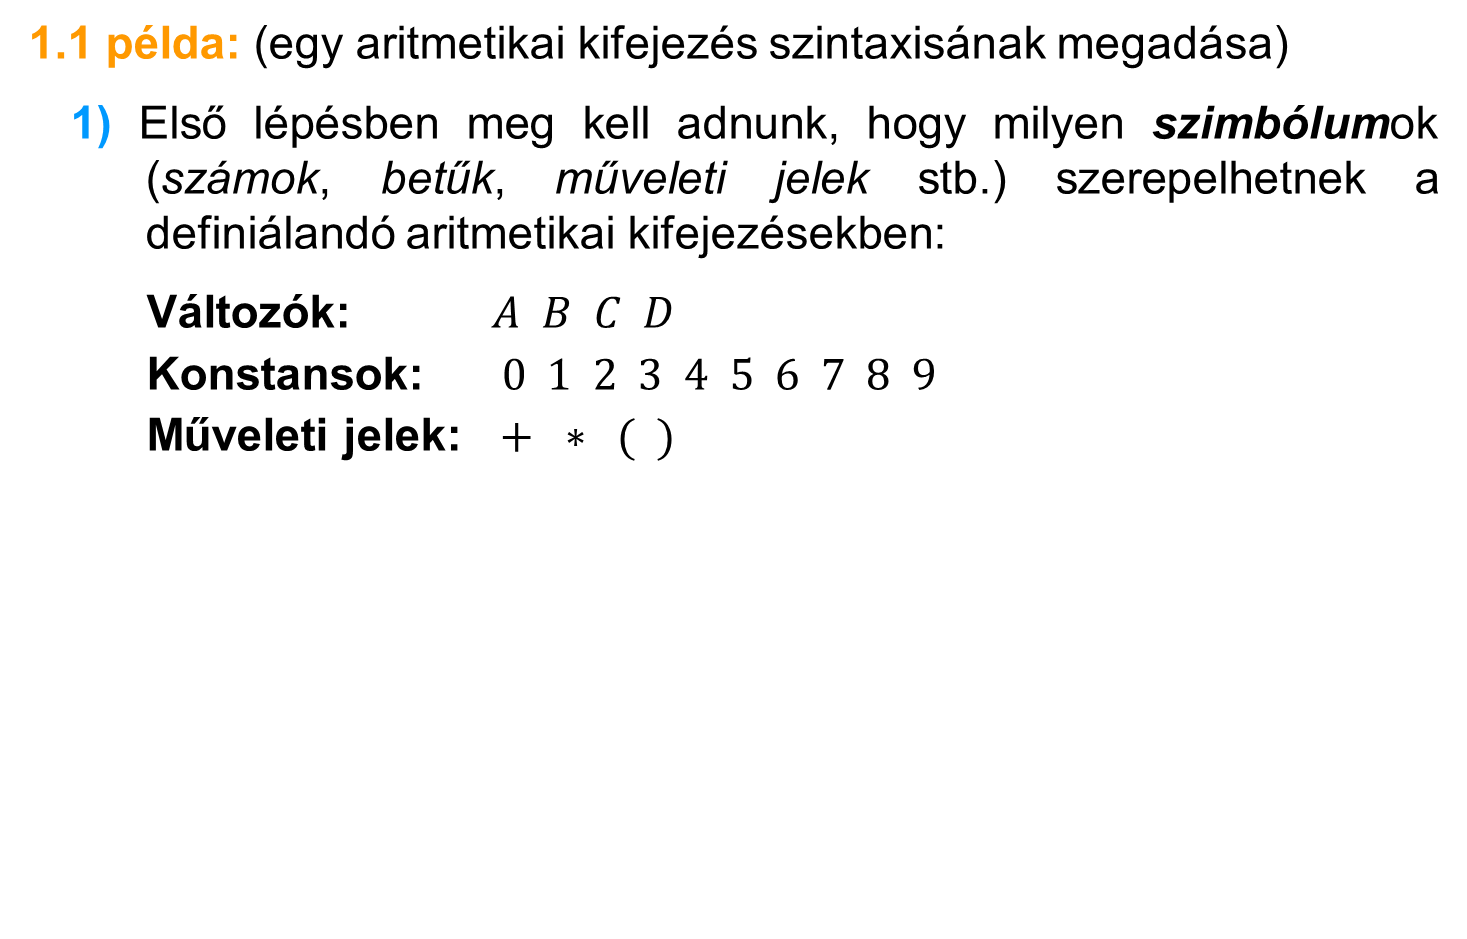 1.1 példa: (egy aritmetikai kifejezés szintaxisának megadása)
1) Első lépésben meg kell adnunk, hogy milyen szimbólumok
(számok, betűk, műveleti jelek stb.) szerepelhetnek a
definiálandó aritmetikai kifejezésekben:
Változók: A B C D
Konstansok: 0 1 2 3 4 5 6 7 8 9
Műveleti jelek: + * ( )